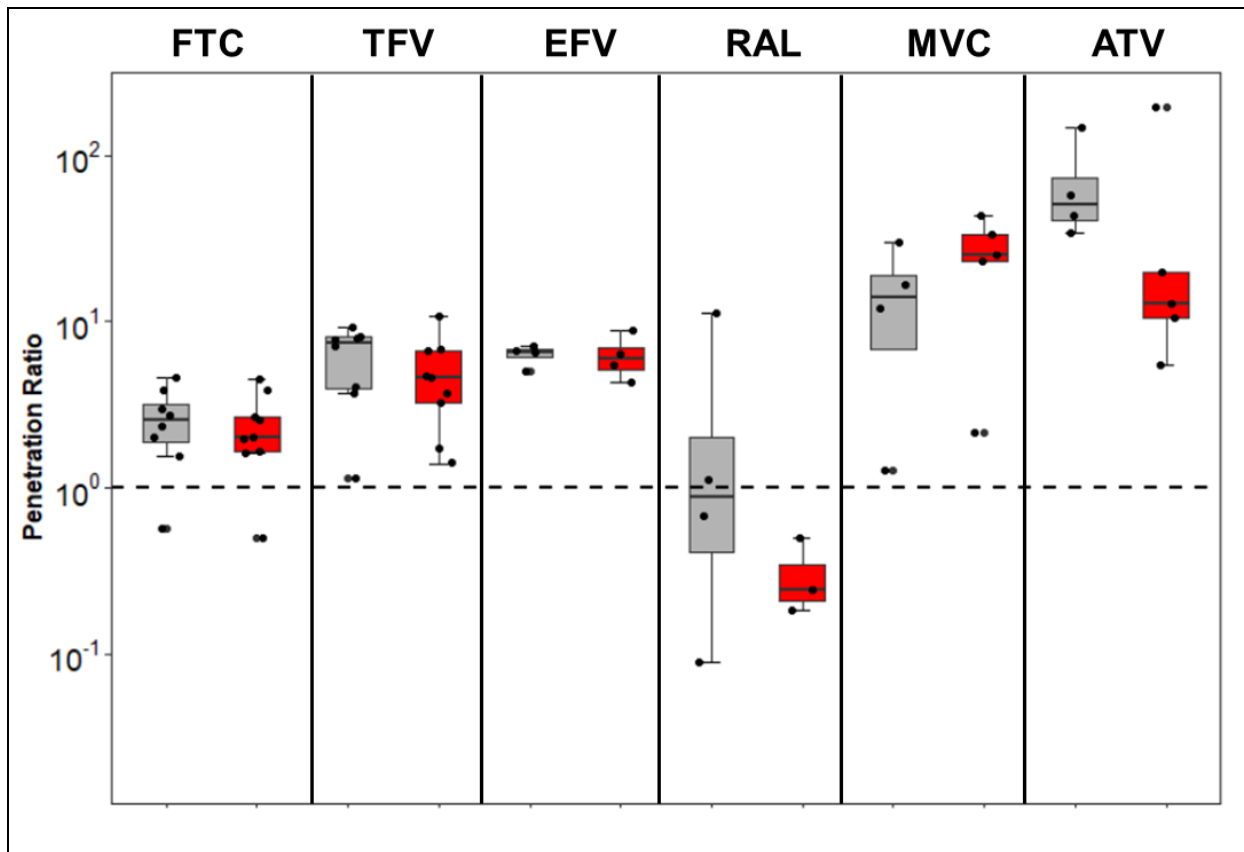 FTC TFV EFV RAL MVC ATV
Penetration Ratio
10²
10¹
10⁰
10⁻¹